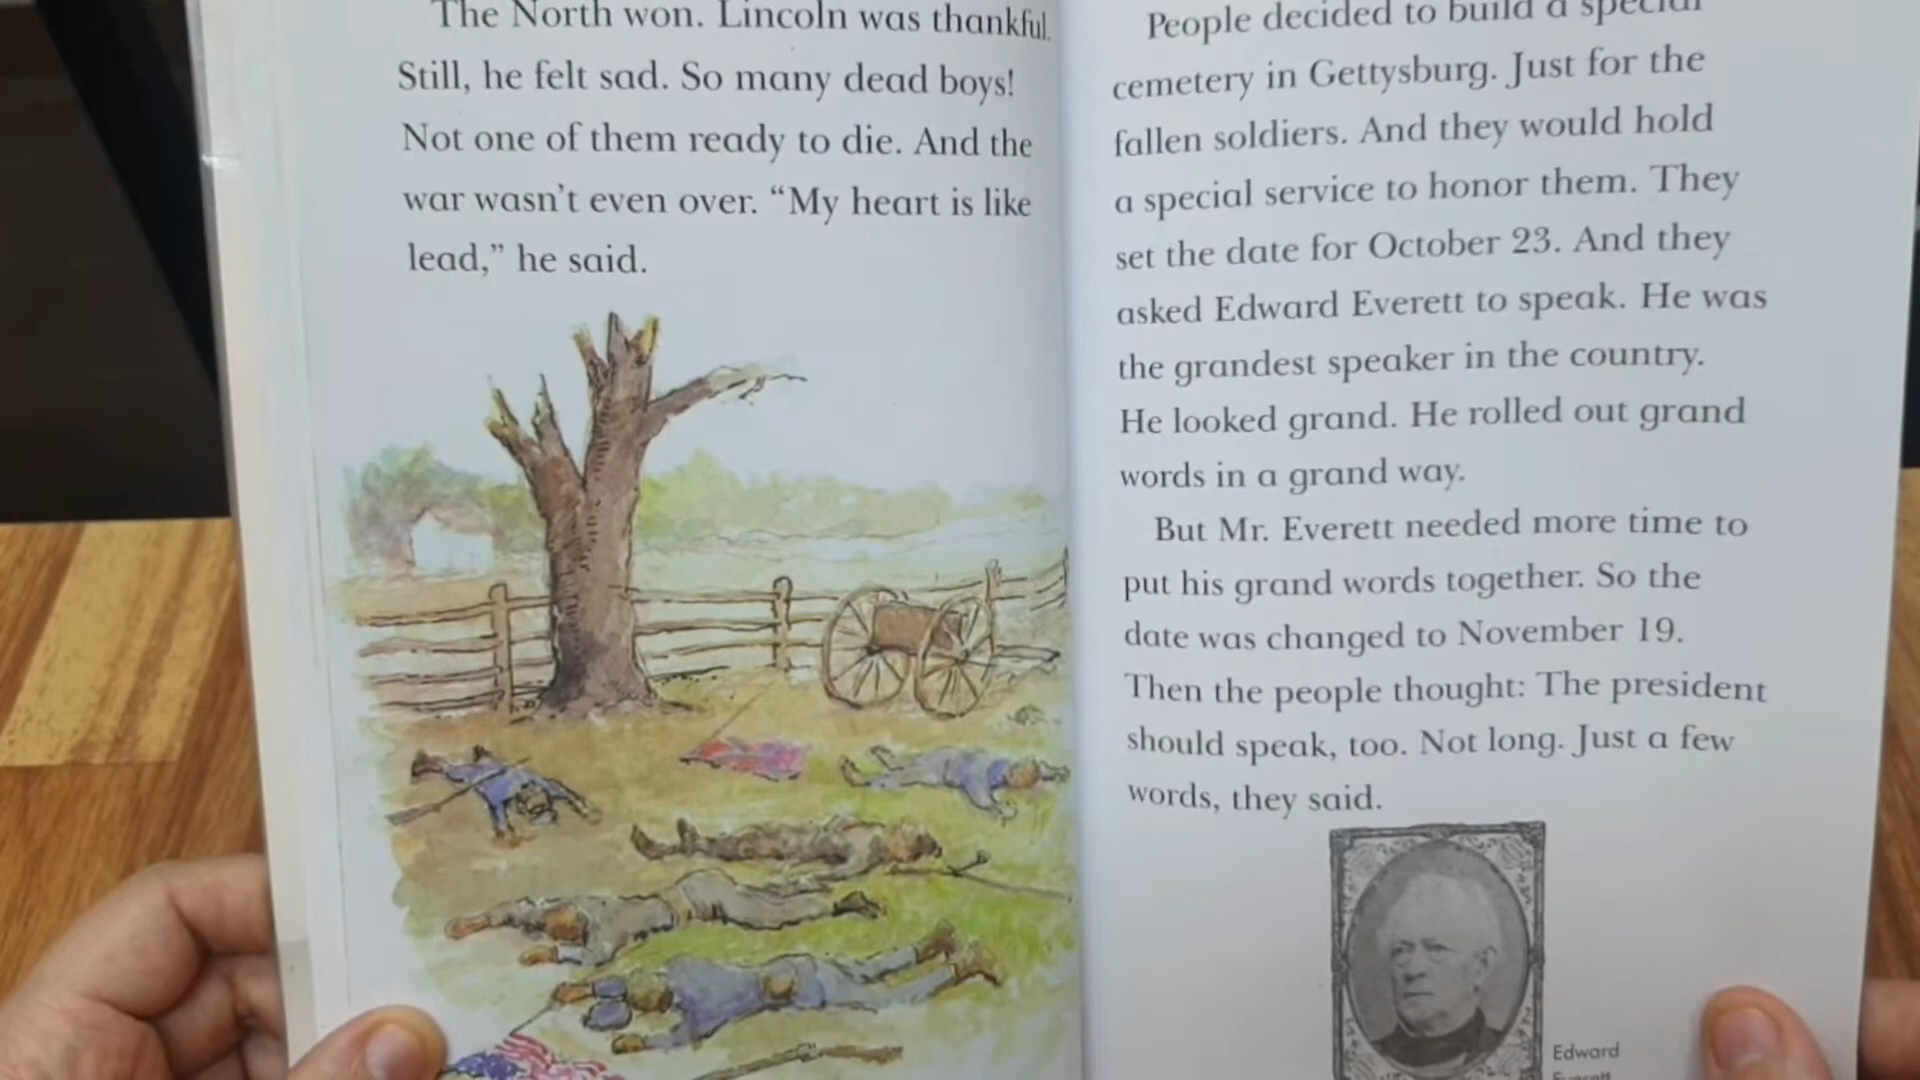 The North won. Lincoln was thankful.
Still, he felt sad. So many dead boys!
Not one of them ready to die. And the
war wasn't even over. “My heart is like
lead,” he said.
People decided to build a special
cemetery in Gettysburg. Just for the
fallen soldiers. And they would hold
a special service to honor them. They
set the date for October 23. And they
asked Edward Everett to speak. He was
the grandest speaker in the country.
He looked grand. He rolled out grand
words in a grand way.
But Mr. Everett needed more time to
put his grand words together. So the
date was changed to November 19.
Then the people thought: The president
should speak, too. Not long. Just a few
words, they said.
Edward
Everett